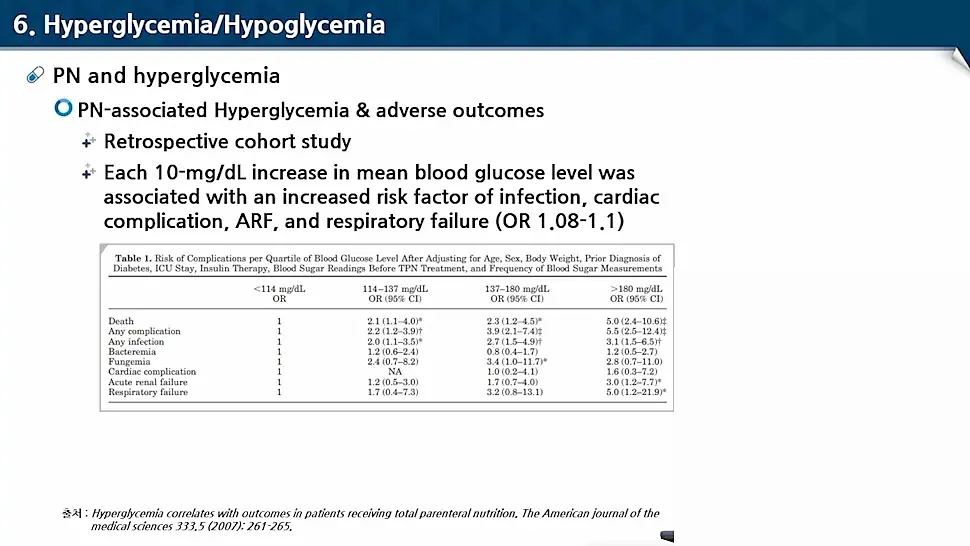 6. Hyperglycemia/Hypoglycemia
PN and hyperglycemia
PN-associated Hyperglycemia & adverse outcomes
Retrospective cohort study
Each 10-mg/dL increase in mean blood glucose level was
associated with an increased risk factor of infection, cardiac
complication, ARF, and respiratory failure (OR 1.08-1.1)
Table 1. Risk of Complications per Quartile of Blood Glucose Level After Adjusting for Age, Sex, Body Weight, Prior Diagnosis of
Diabetes, ICU Stay, Insulin Therapy, Blood Sugar Readings Before TPN Treatment, and Frequency of Blood Sugar Measurements
<114 mg/dL 114–137 mg/dL 137–180 mg/dL >180 mg/dL
OR OR (95% CI) OR (95% CI) OR (95% CI)
Death 1 2.1 (1.1–4.0)* 2.3 (1.2–4.5)* 5.0 (2.4–10.6)‡
Any complication 1 2.2 (1.2–3.9)† 3.9 (2.1–7.4)‡ 5.5 (2.5–12.4)‡
Any infection 1 2.0 (1.1–3.5)* 2.7 (1.5–4.9)† 3.1 (1.5–6.5)†
Bacteremia 1 1.2 (0.6–2.4) 0.8 (0.4–1.7) 1.2 (0.5–2.7)
Fungemia 1 2.4 (0.7–8.2) 3.4 (1.0–11.7)* 2.8 (0.7–11.0)
Cardiac complication 1 NA 1.0 (0.2–4.1) 1.6 (0.3–7.2)
Acute renal failure 1 1.2 (0.5–3.0) 1.7 (0.7–4.0) 3.0 (1.2–7.7)*
Respiratory failure 1 1.7 (0.4–7.3) 3.2 (0.8–13.1) 5.0 (1.2–21.9)*
출처 : Hyperglycemia correlates with outcomes in patients receiving total parenteral nutrition. The American journal of the
medical sciences 333.5 (2007): 261-265.